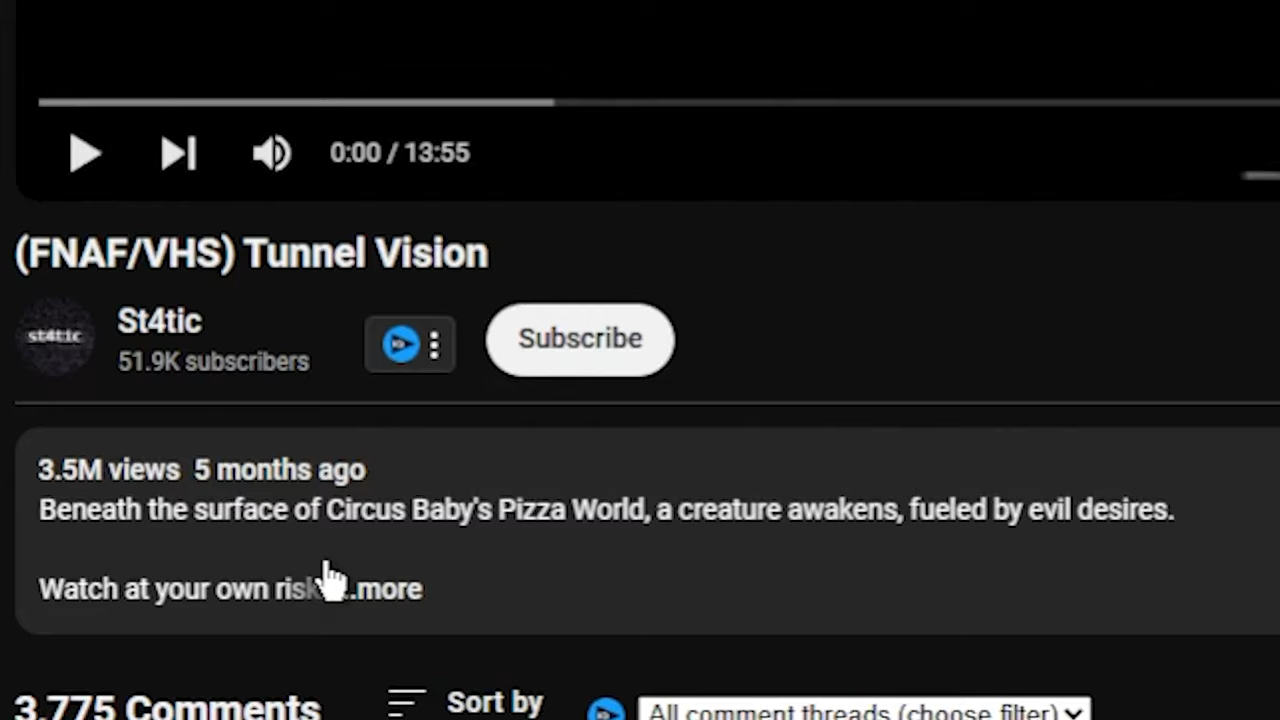 0:00 / 13:55
(FNAF/VHS) Tunnel Vision
st4tic
St4tic
51.9K subscribers
Subscribe
3.5M views 5 months ago
Beneath the surface of Circus Baby's Pizza World, a creature awakens, fueled by evil desires.
Watch at your own risk ...more
3,775 Comments
Sort by
All comment threads (choose filter)